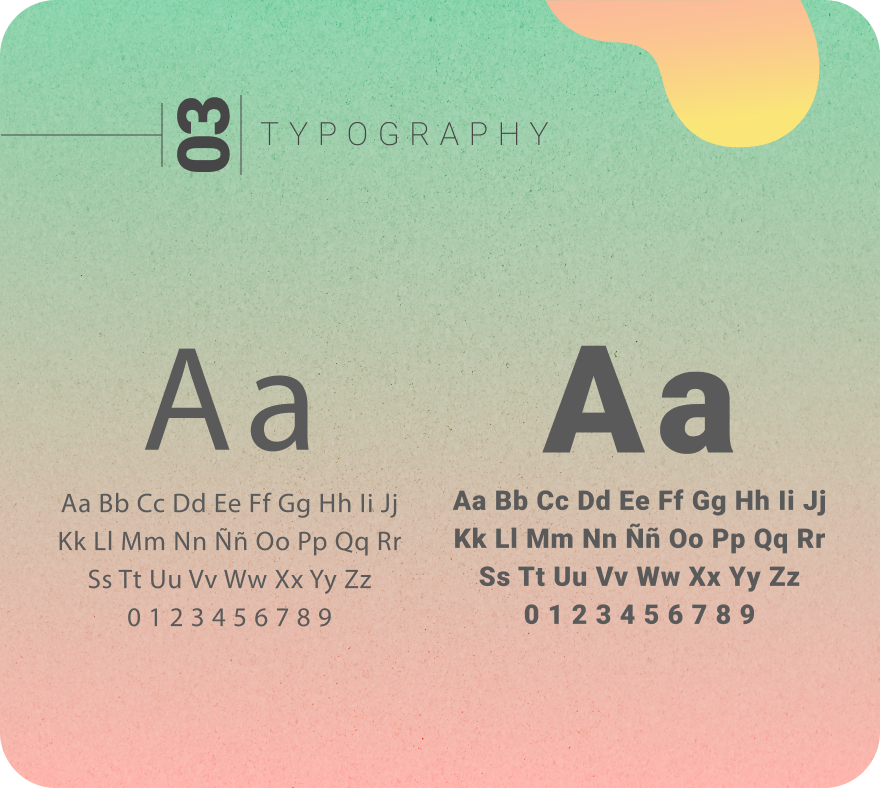 03
TYPOGRAPHY
Aa
Aa Bb Cc Dd Ee Ff Gg Hh Ii Jj
Kk Ll Mm Nn Ññ Oo Pp Qq Rr
Ss Tt Uu Vv Ww Xx Yy Zz
0 1 2 3 4 5 6 7 8 9
Aa
Aa Bb Cc Dd Ee Ff Gg Hh Ii Jj
Kk Ll Mm Nn Ññ Oo Pp Qq Rr
Ss Tt Uu Vv Ww Xx Yy Zz
0 1 2 3 4 5 6 7 8 9